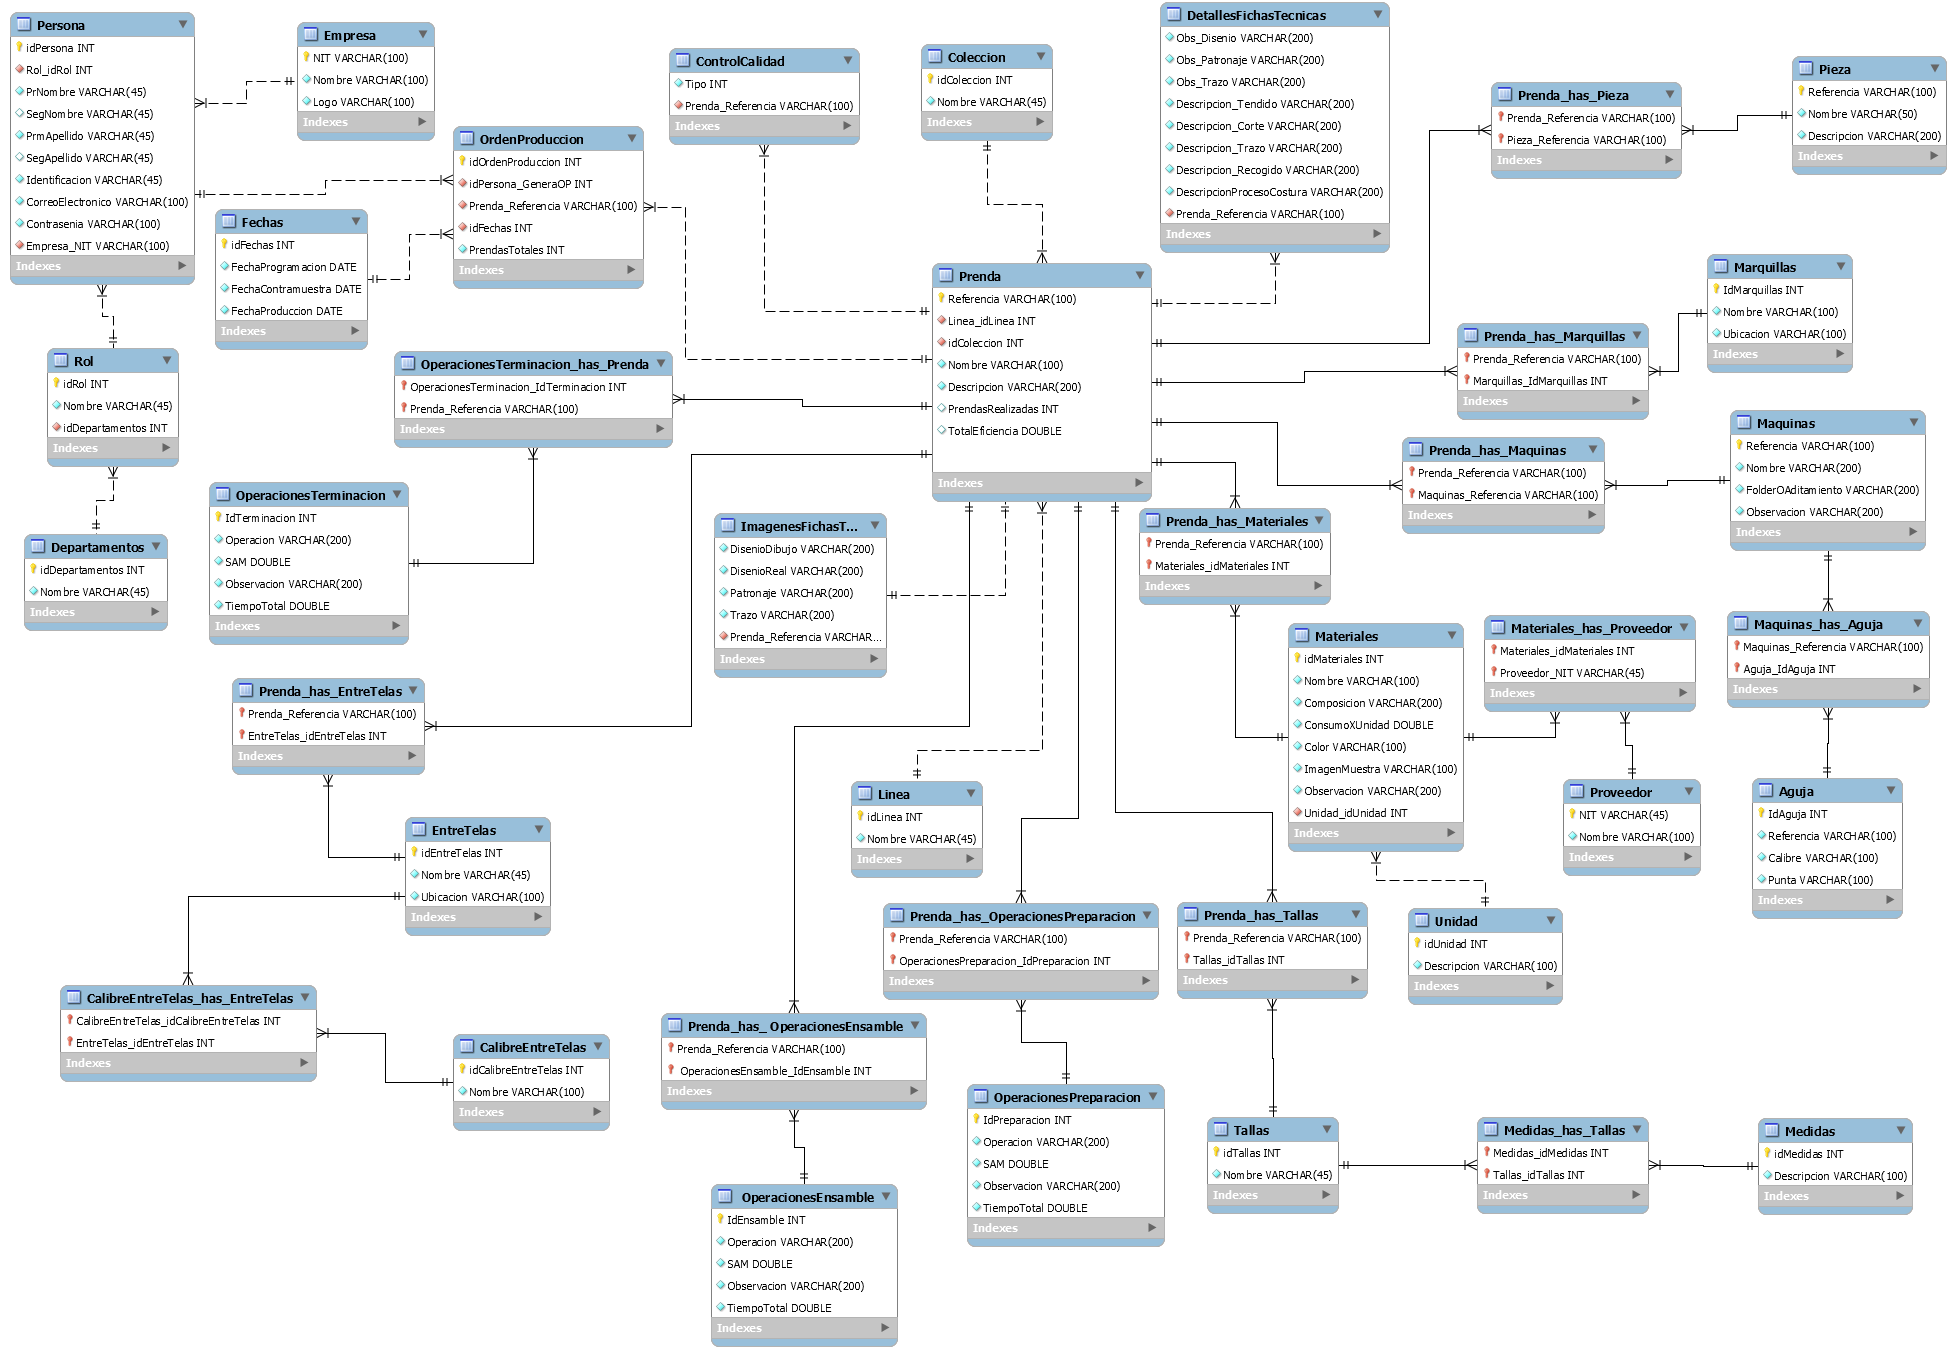 Persona
idPersona INT
Rol_idRol INT
PrNombre VARCHAR(45)
SegNombre VARCHAR(45)
PrmApellido VARCHAR(45)
SegApellido VARCHAR(45)
Identificacion VARCHAR(45)
CorreoElectronico VARCHAR(100)
Contrasenia VARCHAR(100)
Empresa_NIT VARCHAR(100)
Indexes
Empresa
NIT VARCHAR(100)
Nombre VARCHAR(100)
Logo VARCHAR(100)
Indexes
OrdenProduccion
idOrdenProduccion INT
idPersona_GeneraOP INT
Prenda_Referencia VARCHAR(100)
idFechas INT
PrendasTotales INT
Indexes
Fechas
idFechas INT
FechaProgramacion DATE
FechaContramuestra DATE
FechaProduccion DATE
Indexes
Rol
idRol INT
Nombre VARCHAR(45)
idDepartamentos INT
Indexes
Departamentos
idDepartamentos INT
Nombre VARCHAR(45)
Indexes
ControlCalidad
Tipo INT
Prenda_Referencia VARCHAR(100)
Indexes
Coleccion
idColeccion INT
Nombre VARCHAR(45)
Indexes
DetallesFichasTecnicas
Obs_Disenio VARCHAR(200)
Obs_Patronaje VARCHAR(200)
Obs_Trazo VARCHAR(200)
Descripcion_Tendido VARCHAR(200)
Descripcion_Corte VARCHAR(200)
Descripcion_Trazo VARCHAR(200)
Descripcion_Recogido VARCHAR(200)
DescripcionProcesoCostura VARCHAR(200)
Prenda_Referencia VARCHAR(100)
Indexes
Prenda_has_Pieza
Prenda_Referencia VARCHAR(100)
Pieza_Referencia VARCHAR(100)
Indexes
Pieza
Referencia VARCHAR(100)
Nombre VARCHAR(50)
Descripcion VARCHAR(200)
Indexes
Prenda
Referencia VARCHAR(100)
Linea_idLinea INT
idColeccion INT
Nombre VARCHAR(100)
Descripcion VARCHAR(200)
PrendasRealizadas INT
TotalEficiencia DOUBLE
Indexes
Marquillas
IdMarquillas INT
Nombre VARCHAR(100)
Ubicacion VARCHAR(100)
Indexes
Prenda_has_Marquillas
Prenda_Referencia VARCHAR(100)
Marquillas_IdMarquillas INT
Indexes
OperacionesTerminacion_has_Prenda
OperacionesTerminacion_IdTerminacion INT
Prenda_Referencia VARCHAR(100)
Indexes
OperacionesTerminacion
IdTerminacion INT
Operacion VARCHAR(200)
SAM DOUBLE
Observacion VARCHAR(200)
TiempoTotal DOUBLE
Indexes
Prenda_has_Maquinas
Prenda_Referencia VARCHAR(100)
Maquinas_Referencia VARCHAR(100)
Indexes
Maquinas
Referencia VARCHAR(100)
Nombre VARCHAR(200)
FolderOAditamiento VARCHAR(200)
Observacion VARCHAR(200)
Indexes
ImagenesFichasT...
DisenioDibujo VARCHAR(200)
DisenioReal VARCHAR(200)
Patronaje VARCHAR(200)
Trazo VARCHAR(200)
Prenda_Referencia VARCHAR...
Indexes
Prenda_has_Materiales
Prenda_Referencia VARCHAR(100)
Materiales_idMateriales INT
Indexes
Materiales
idMateriales INT
Nombre VARCHAR(100)
Composicion VARCHAR(200)
ConsumoXUnidad DOUBLE
Color VARCHAR(100)
ImagenMuestra VARCHAR(100)
Observacion VARCHAR(200)
Unidad_idUnidad INT
Indexes
Materiales_has_Proveedor
Materiales_idMateriales INT
Proveedor_NIT VARCHAR(45)
Indexes
Maquinas_has_Aguja
Maquinas_Referencia VARCHAR(100)
Aguja_IdAguja INT
Indexes
Prenda_has_EntreTelas
Prenda_Referencia VARCHAR(100)
EntreTelas_idEntreTelas INT
Indexes
Linea
idLinea INT
Nombre VARCHAR(45)
Indexes
Proveedor
NIT VARCHAR(45)
Nombre VARCHAR(100)
Indexes
Aguja
IdAguja INT
Referencia VARCHAR(100)
Calibre VARCHAR(100)
Punta VARCHAR(100)
Indexes
EntreTelas
idEntreTelas INT
Nombre VARCHAR(45)
Ubicacion VARCHAR(100)
Indexes
Prenda_has_OperacionesPreparacion
Prenda_Referencia VARCHAR(100)
OperacionesPreparacion_IdPreparacion INT
Indexes
Prenda_has_Tallas
Prenda_Referencia VARCHAR(100)
Tallas_idTallas INT
Indexes
Unidad
idUnidad INT
Descripcion VARCHAR(100)
Indexes
CalibreEntreTelas_has_EntreTelas
CalibreEntreTelas_idCalibreEntreTelas INT
EntreTelas_idEntreTelas INT
Indexes
CalibreEntreTelas
idCalibreEntreTelas INT
Nombre VARCHAR(100)
Indexes
Prenda_has_ OperacionesEnsamble
Prenda_Referencia VARCHAR(100)
OperacionesEnsamble_IdEnsamble INT
Indexes
OperacionesPreparacion
IdPreparacion INT
Operacion VARCHAR(200)
SAM DOUBLE
Observacion VARCHAR(200)
TiempoTotal DOUBLE
Indexes
Tallas
idTallas INT
Nombre VARCHAR(45)
Indexes
Medidas_has_Tallas
Medidas_idMedidas INT
Tallas_idTallas INT
Indexes
Medidas
idMedidas INT
Descripcion VARCHAR(100)
Indexes
OperacionesEnsamble
IdEnsamble INT
Operacion VARCHAR(200)
SAM DOUBLE
Observacion VARCHAR(200)
TiempoTotal DOUBLE
Indexes